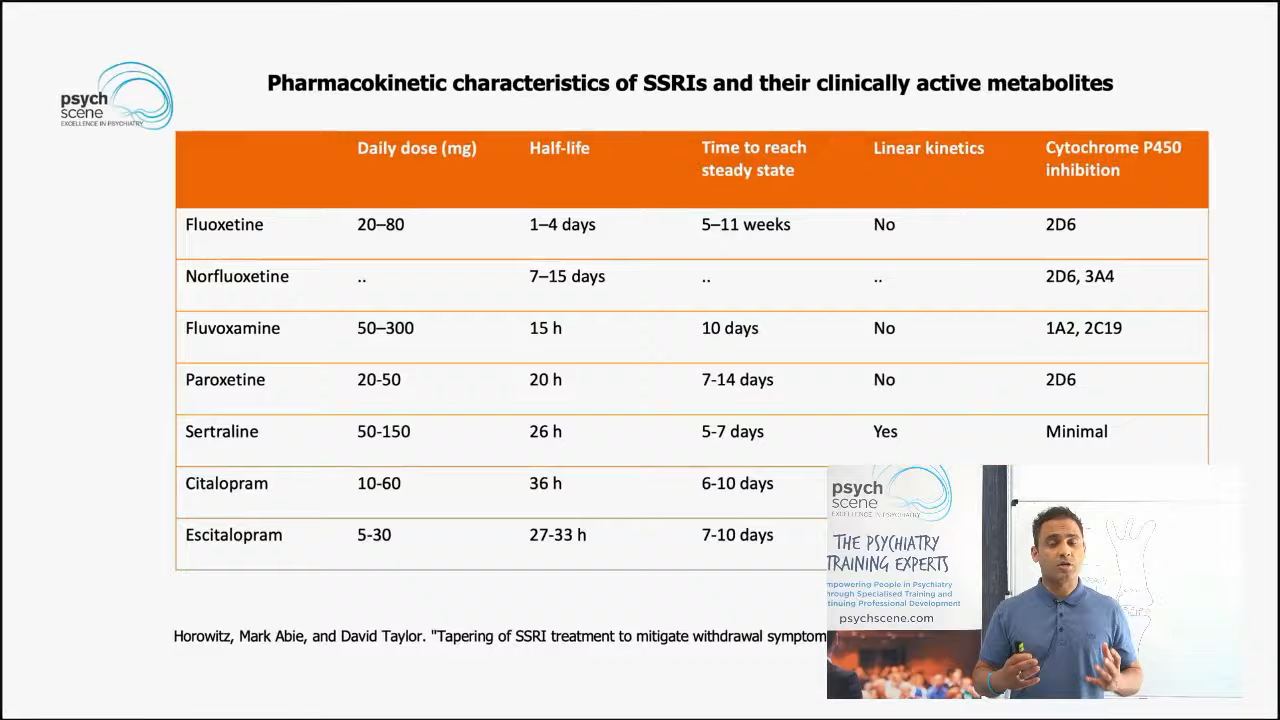 Pharmacokinetic characteristics of SSRIs and their clinically active metabolites
psych
scene
EXCELLENCE IN PSYCHIATRY
Daily dose (mg) Half-life Time to reach steady state Linear kinetics Cytochrome P450 inhibition
Fluoxetine 20–80 1–4 days 5–11 weeks No 2D6
Norfluoxetine .. 7–15 days .. .. 2D6, 3A4
Fluvoxamine 50–300 15 h 10 days No 1A2, 2C19
Paroxetine 20-50 20 h 7-14 days No 2D6
Sertraline 50-150 26 h 5-7 days Yes Minimal
Citalopram 10-60 36 h 6-10 days
Escitalopram 5-30 27-33 h 7-10 days
Horowitz, Mark Abie, and David Taylor. "Tapering of SSRI treatment to mitigate withdrawal symptom
psych
scene
EXCELLENCE IN PSYCHIATRY
THE PSYCHIATRY
TRAINING EXPERTS
mpowering People in Psychiatry
hrough Specialised Training and
tinuing Professional Development
psychscene.com